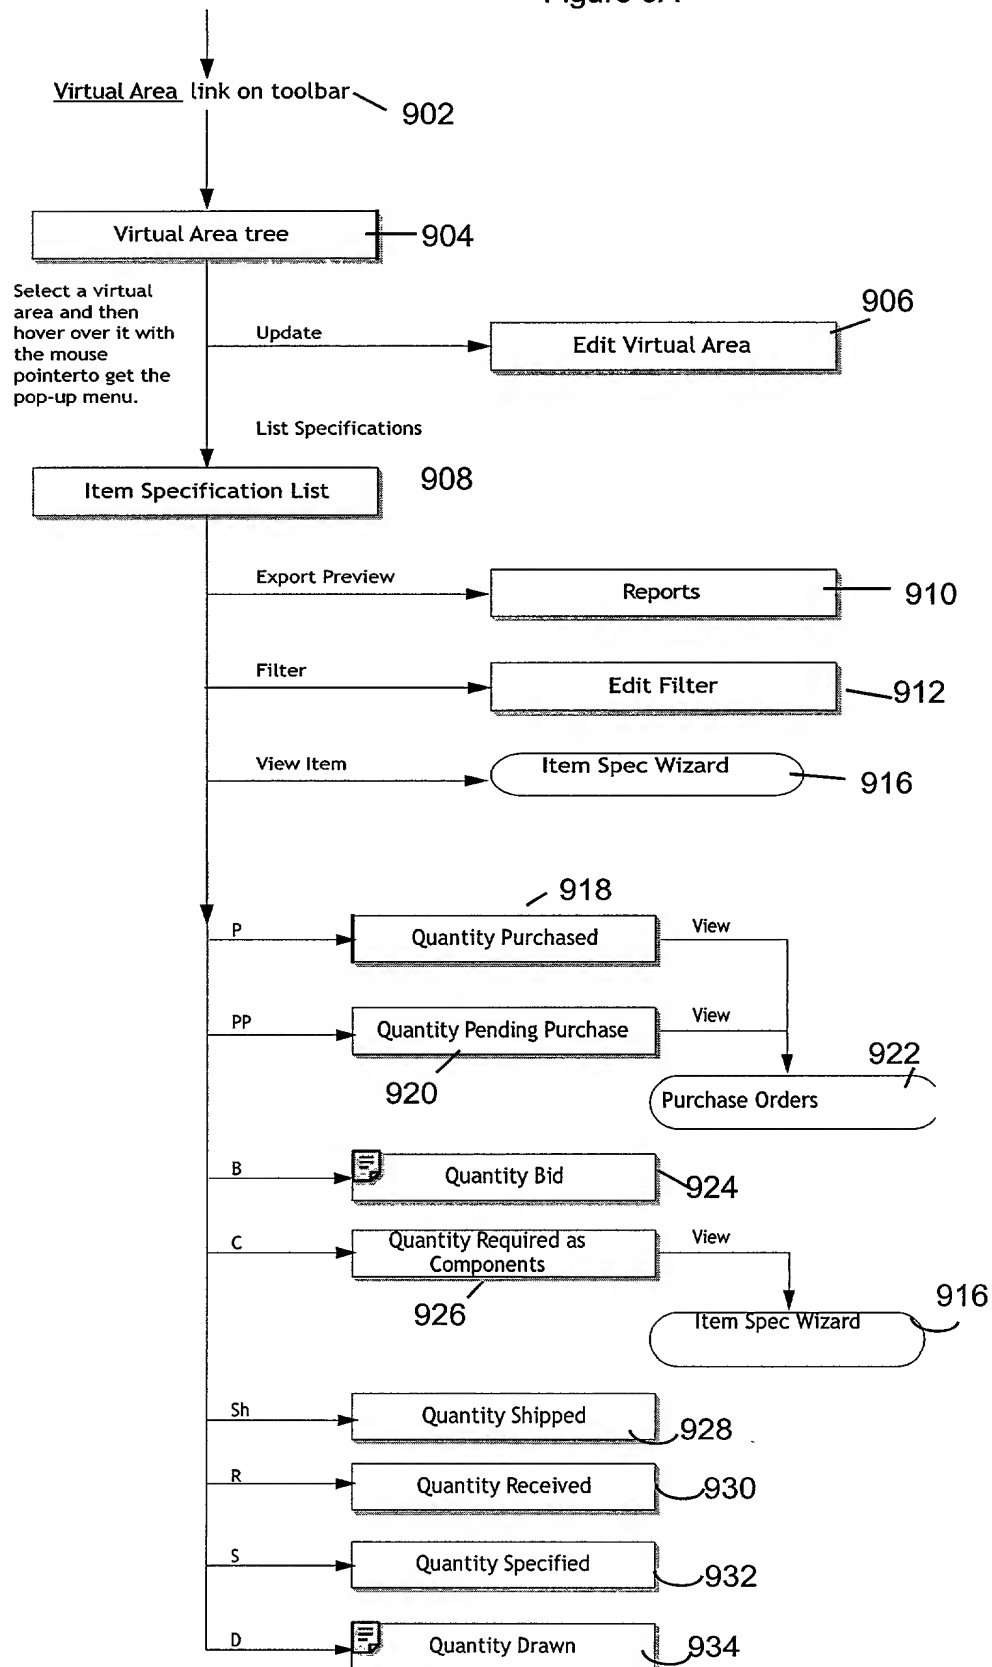 Virtual Area link on toolbar
902
Virtual Area tree
904
Select a virtual
area and then
hover over it with
the mouse
pointerto get the
pop-up menu.
Update
906
Edit Virtual Area
List Specifications
Item Specification List
908
Export Preview
Reports
910
Filter
Edit Filter
912
View Item
Item Spec Wizard
916
918
P
Quantity Purchased
View
PP
Quantity Pending Purchase
View
920
922
Purchase Orders
B
Quantity Bid
924
C
Quantity Required as
Components
View
926
916
Item Spec Wizard
Sh
Quantity Shipped
928
R
Quantity Received
930
S
Quantity Specified
932
D
Quantity Drawn
934